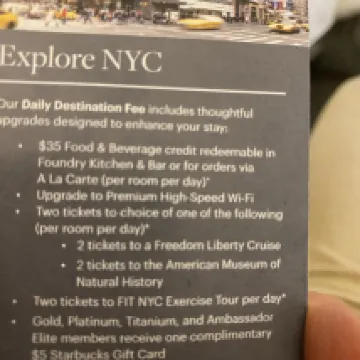 Explore NYC
Our Daily Destination Fee includes thoughtful
upgrades designed to enhance your stay:
• $35 Food & Beverage credit redeemable in
Foundry Kitchen & Bar or for orders via
A La Carte (per room per day)*
• Upgrade to Premium High-Speed Wi-Fi
• Two tickets to choice of one of the following
(per room per day)*
• 2 tickets to a Freedom Liberty Cruise
• 2 tickets to the American Museum of
Natural History
• Two tickets to FIT NYC Exercise Tour per day*
• Gold, Platinum, Titanium, and Ambassador
Elite members receive one complimentary
$5 Starbucks Gift Card